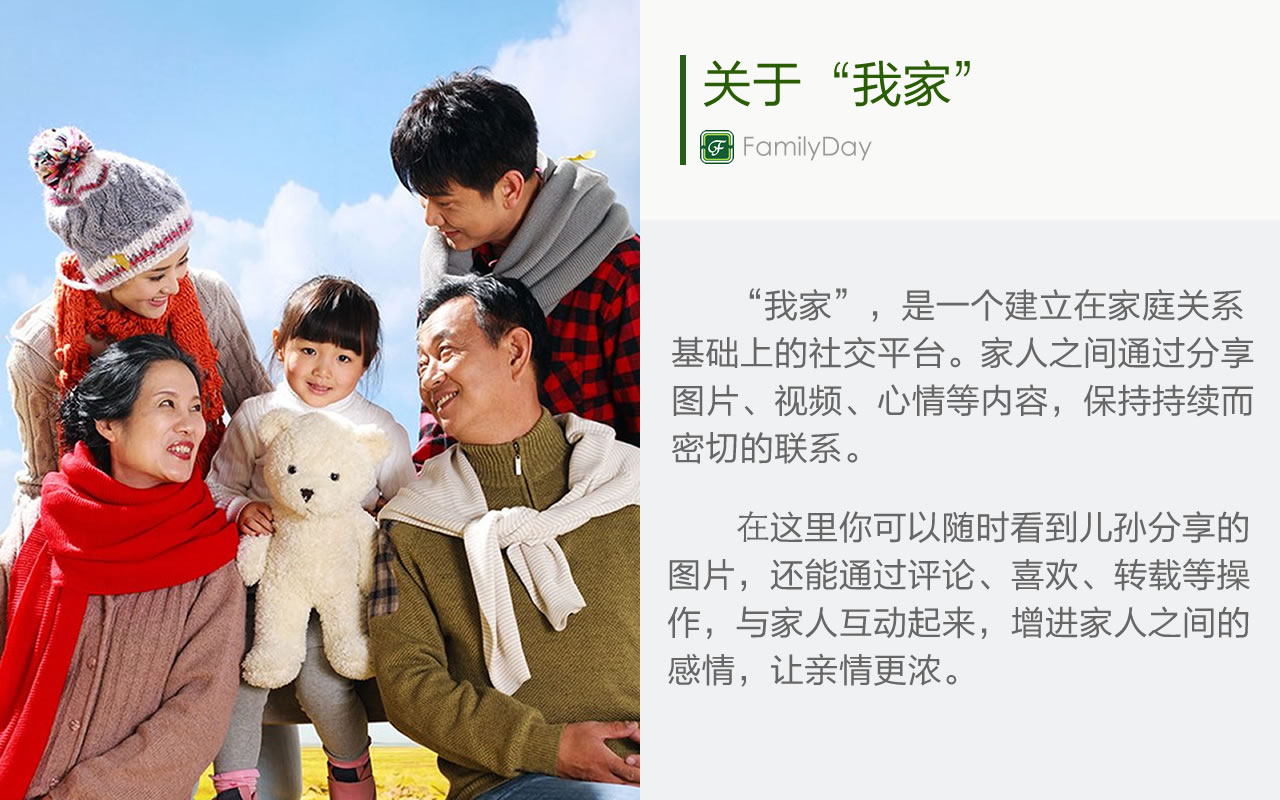 关于“我家”
FamilyDay
“我家”，是一个建立在家庭关系
基础上的社交平台。家人之间通过分享
图片、视频、心情等内容，保持持续而
密切的联系。
在这里你可以随时看到儿孙分享的
图片，还能通过评论、喜欢、转载等操
作，与家人互动起来，增进家人之间的
感情，让亲情更浓。